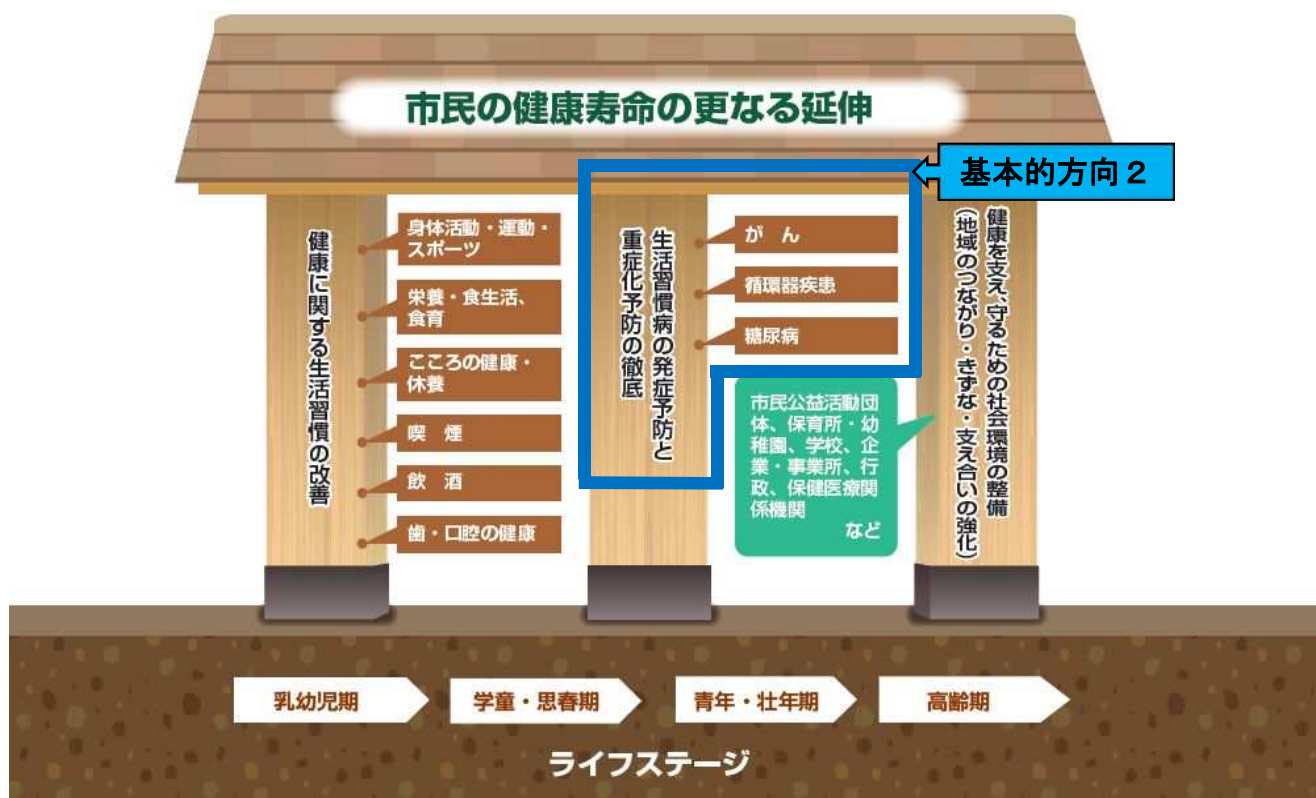 市民の健康寿命の更なる延伸
基本的方向２
健康に関する生活習慣の改善
身体活動・運動・
スポーツ
栄養・食生活、
食育
こころの健康・
休養
喫　煙
飲　酒
歯・口腔の健康
生活習慣病の発症予防と
重症化予防の徹底
が　ん
循環器疾患
糖尿病
市民公益活動団
体、保育所・幼
稚園、学校、企
業・事業所、行
政、保健医療関
係機関
など
健康を支え、守るための社会環境の整備
（地域のつながり・きずな・支え合いの強化）
乳幼児期
学童・思春期
青年・壮年期
高齢期
ライフステージ